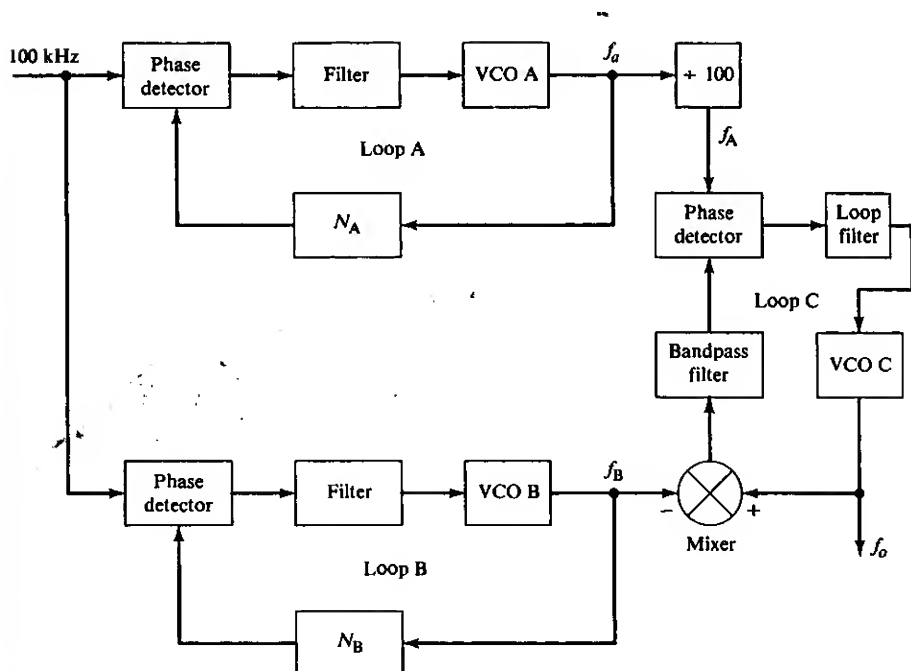 100 kHz
Phase
detector
Filter
VCO A
f_a
÷ 100
Loop A
N_A
f_A
Phase
detector
Loop
filter
Loop C
Bandpass
filter
VCO C
Phase
detector
Filter
VCO B
f_B
−
+
Mixer
f_o
Loop B
N_B